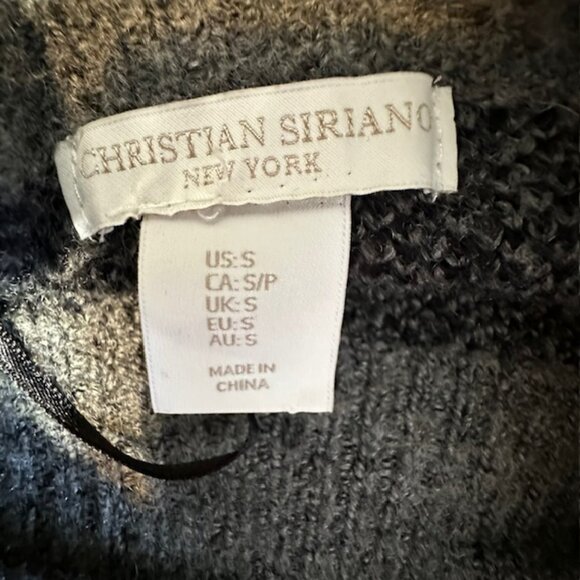 CHRISTIAN SIRIANO
NEW YORK
US: S
CA: S/P
UK: S
EU: S
AU: S
MADE IN
CHINA